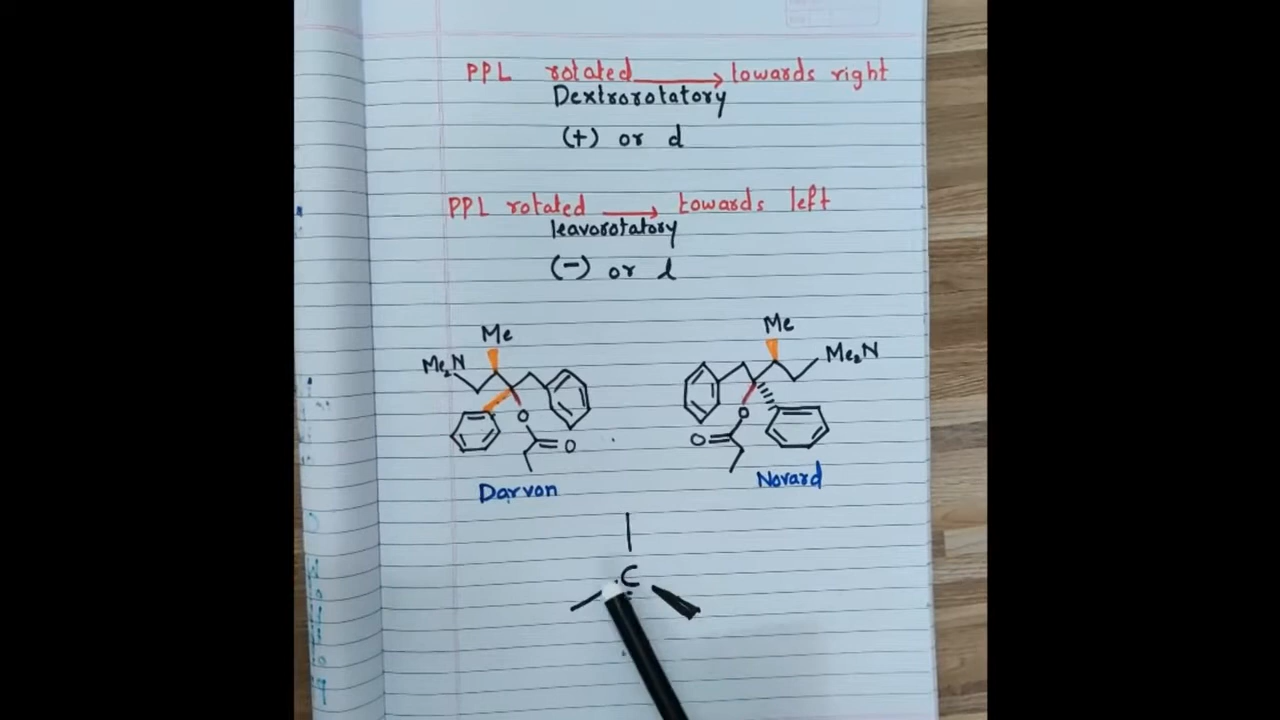 PPL rotated → towards right
Dextrorotatory
(+) or d
PPL rotated → towards left
leavorotatory
(-) or l
Me
Me₂N
O
O
Darvon
Me
Me₂N
O
O
Novard
C